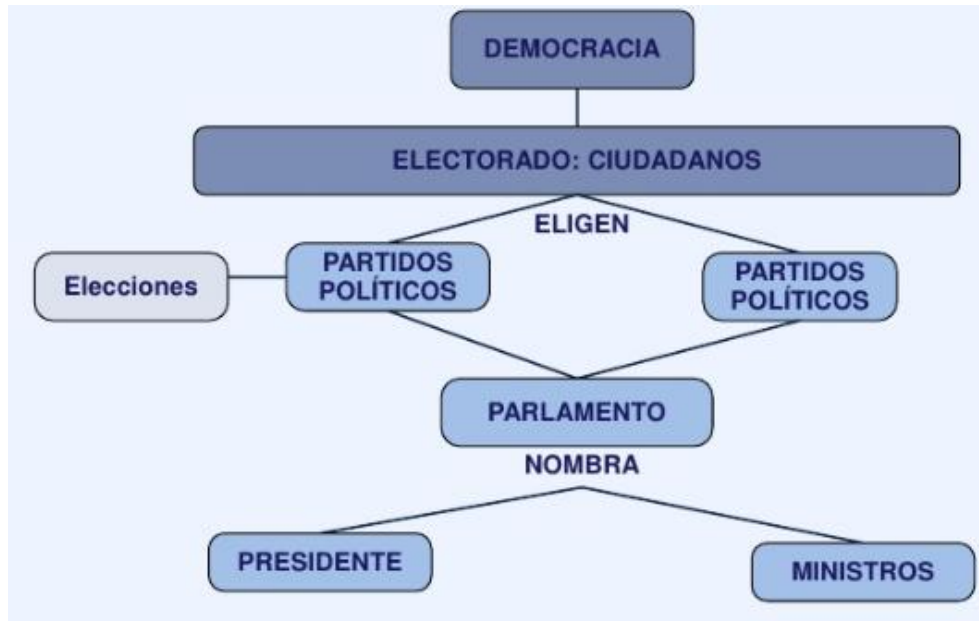 DEMOCRACIA
ELECTORADO: CIUDADANOS
ELIGEN
Elecciones
PARTIDOS
POLÍTICOS
PARTIDOS
POLÍTICOS
PARLAMENTO
NOMBRA
PRESIDENTE
MINISTROS